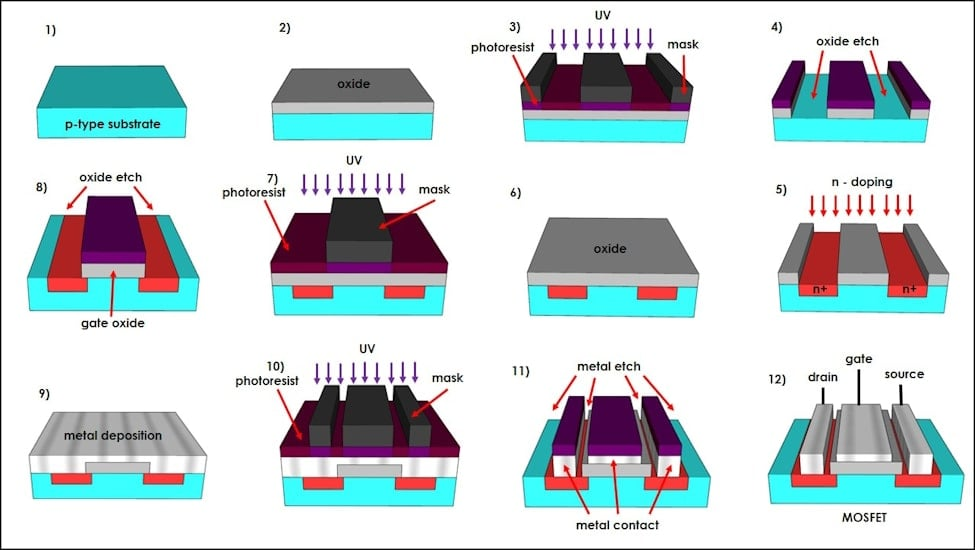 1)
p-type substrate
2)
oxide
3)
UV
photoresist
mask
4)
oxide etch
5)
n - doping
n+
n+
6)
oxide
7)
UV
photoresist
mask
8)
oxide etch
gate oxide
9)
metal deposition
10)
UV
photoresist
mask
11)
metal etch
metal contact
12)
drain
gate
source
MOSFET